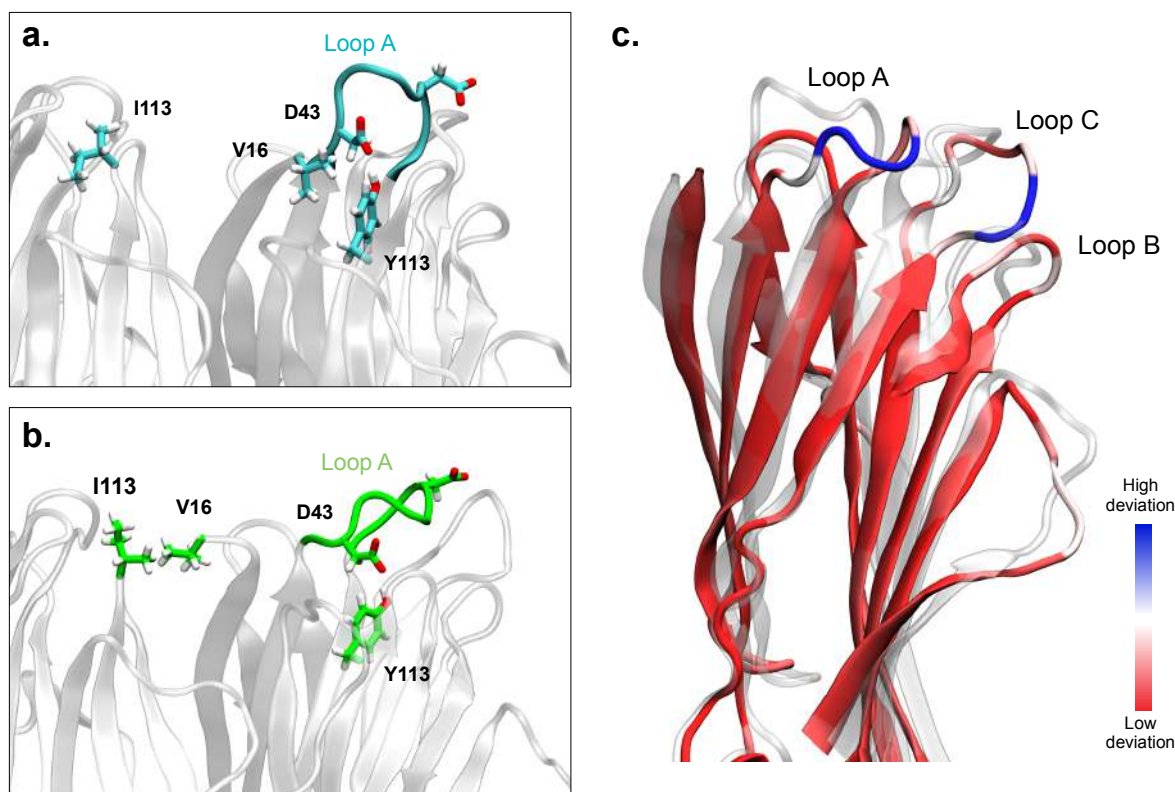 a.
Loop A
I113
D43
V16
Y113
b.
Loop A
I113
V16
D43
Y113
c.
Loop A
Loop C
Loop B
High
deviation
Low
deviation